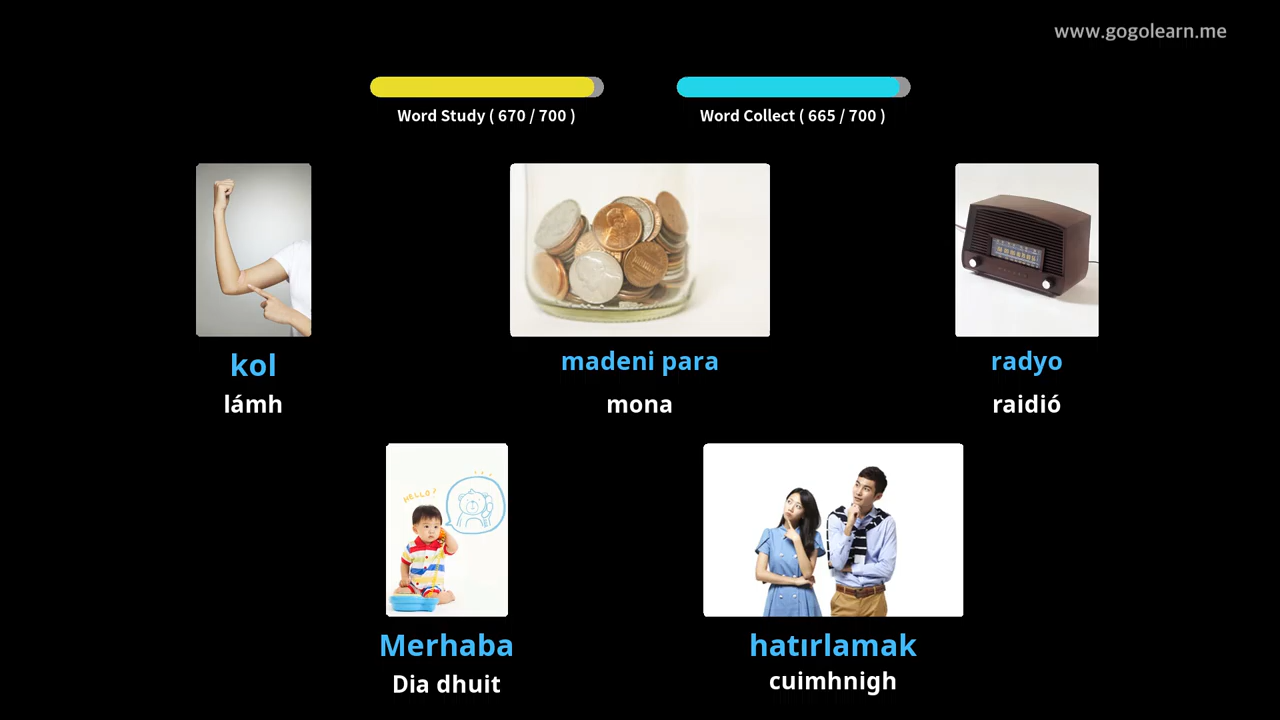 www.gogolearn.me
Word Study ( 670 / 700 )
Word Collect ( 665 / 700 )
kol
lámh
madeni para
mona
radyo
raidió
HELLO!
Merhaba
Dia dhuit
hatırlamak
cuimhnigh